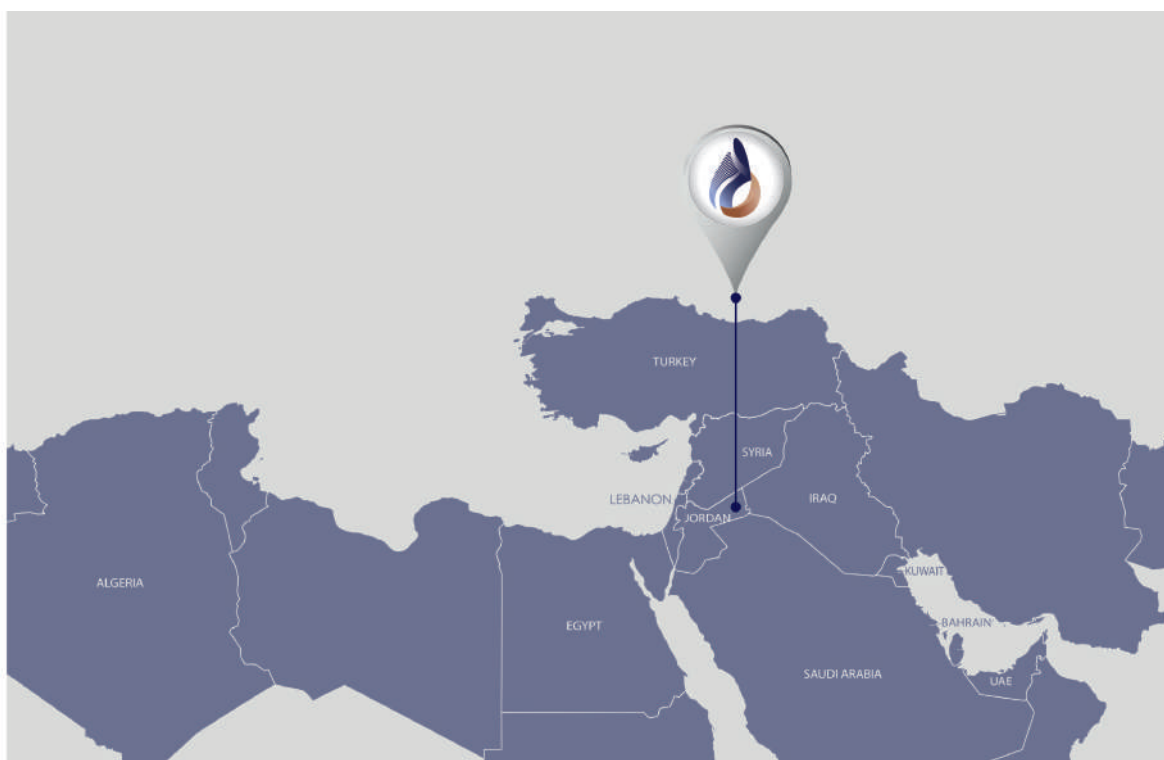 TURKEY
SYRIA
LEBANON
IRAQ
JORDAN
ALGERIA
KUWAIT
EGYPT
BAHRAIN
SAUDI ARABIA
UAE